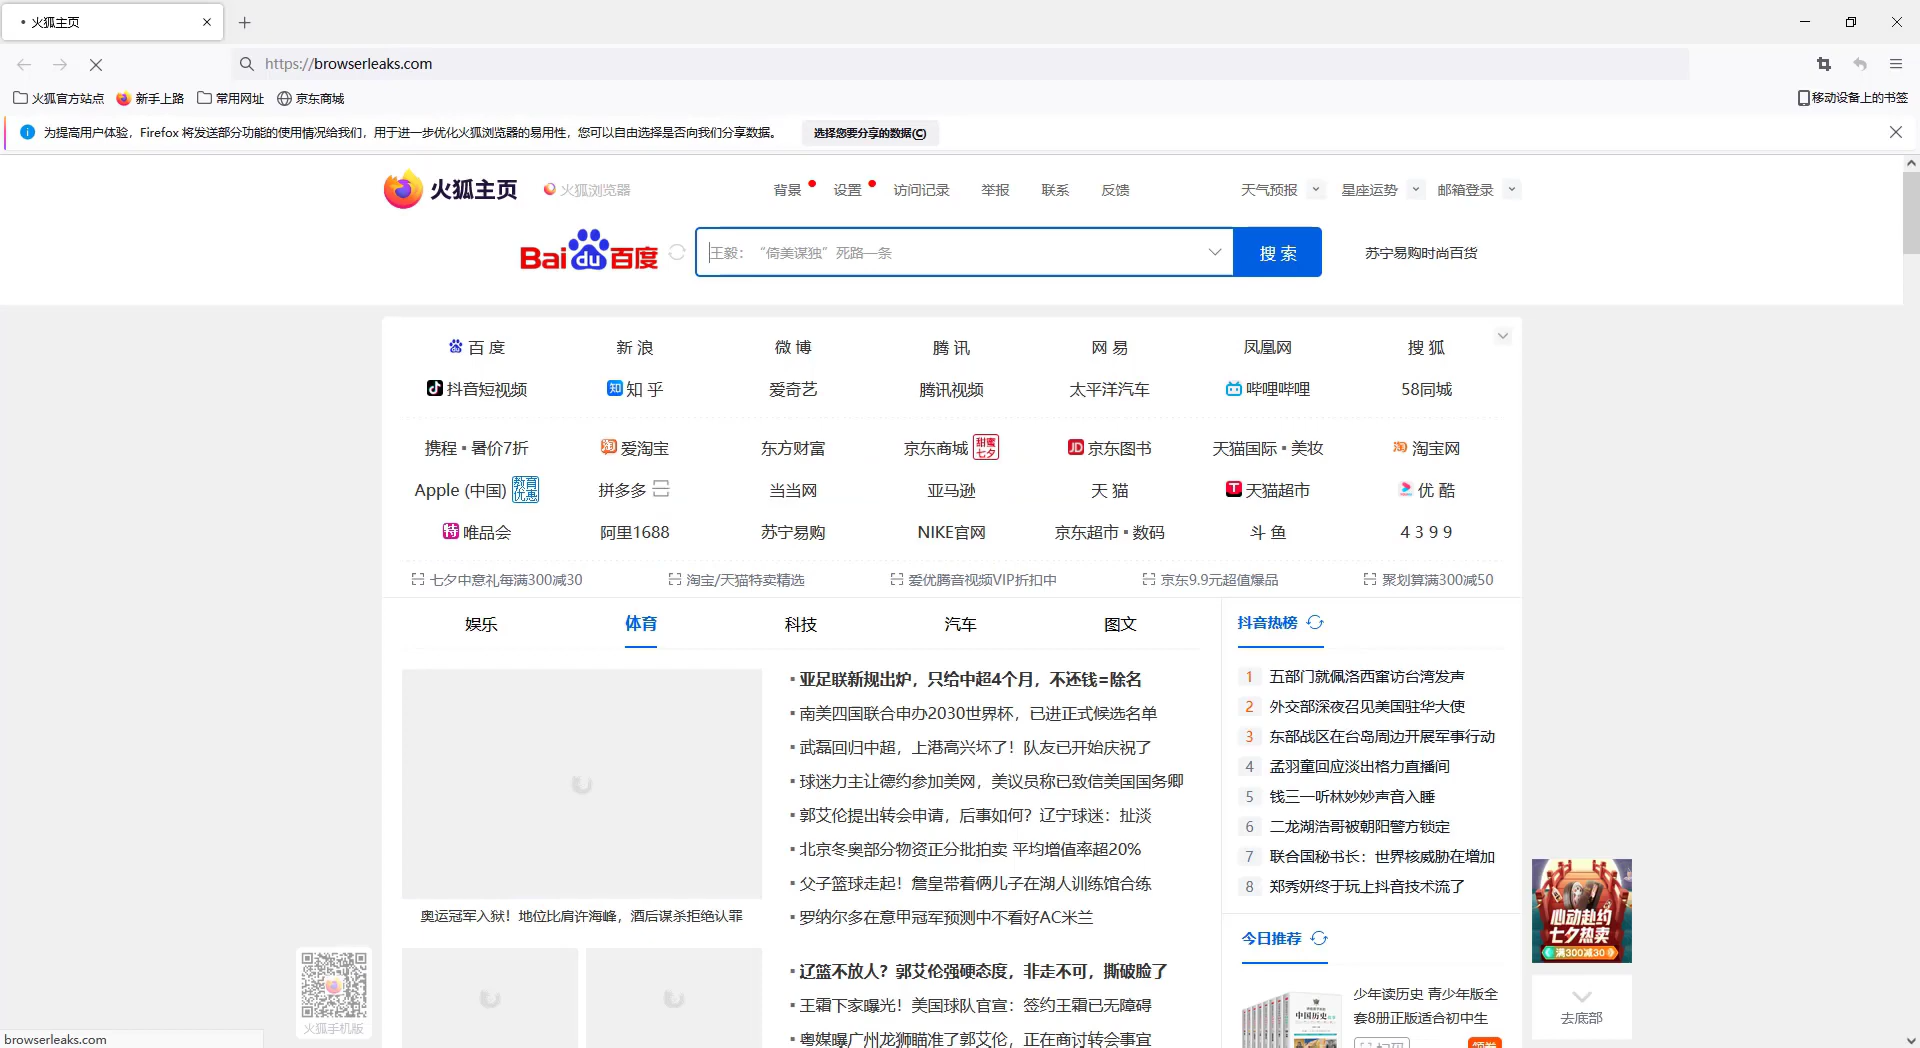 火狐主页
https://browserleaks.com
火狐官方站点 新手上路 常用网址 京东商城 移动设备上的书签
为提高用户体验，Firefox 将发送部分功能的使用情况给我们，用于进一步优化火狐浏览器的易用性，您可以自由选择是否向我们分享数据。 选择您要分享的数据(C)
火狐主页 火狐浏览器 背景 设置 访问记录 举报 联系 反馈 天气预报 星座运势 邮箱登录
Bai du 百度 王毅：“倚美谋独”死路一条 搜 索 苏宁易购时尚百货
百 度 新 浪 微 博 腾 讯 网 易 凤凰网 搜 狐
抖音短视频 知 知 乎 爱奇艺 腾讯视频 太平洋汽车 哔哩哔哩 58同城
携程·暑价7折 淘 爱淘宝 东方财富 京东商城 甜蜜七夕 JD 京东图书 天猫国际·美妆 淘 淘宝网
Apple (中国) 教育优惠 拼多多 当当网 亚马逊 天 猫 T 天猫超市 优 酷
特 唯品会 阿里1688 苏宁易购 NIKE官网 京东超市·数码 斗 鱼 4 3 9 9
七夕中意礼每满300减30 淘宝/天猫特卖精选 爱优腾音视频VIP折扣中 京东9.9元超值爆品 聚划算满300减50
娱乐 体育 科技 汽车 图文
亚足联新规出炉，只给中超4个月，不还钱=除名
南美四国联合申办2030世界杯，已进正式候选名单
武磊回归中超，上港高兴坏了！队友已开始庆祝了
球迷力主让德约参加美网，美议员称已致信美国国务卿
郭艾伦提出转会申请，后事如何？辽宁球迷：扯淡
北京冬奥部分物资正分批拍卖 平均增值率超20%
父子篮球走起！詹皇带着俩儿子在湖人训练馆合练
罗纳尔多在意甲冠军预测中不看好AC米兰
奥运冠军入狱！地位比肩许海峰，酒后谋杀拒绝认罪
辽篮不放人？郭艾伦强硬态度，非走不可，撕破脸了
王霜下家曝光！美国球队官宣：签约王霜已无障碍
粤媒曝广州龙狮瞄准了郭艾伦，正在商讨转会事宜
抖音热榜
1 五部门就佩洛西窜访台湾发声
2 外交部深夜召见美国驻华大使
3 东部战区在台岛周边开展军事行动
4 孟羽童回应淡出格力直播间
5 钱三一听林妙妙声音入睡
6 二龙湖浩哥被朝阳警方锁定
7 联合国秘书长：世界核威胁在增加
8 郑秀妍终于玩上抖音技术流了
今日推荐
中国历史
少年读历史 青少年版全
套8册正版适合初中生
扫码 领券
心动赴约
七夕热卖
满300减30
去底部
火狐手机版
browserleaks.com